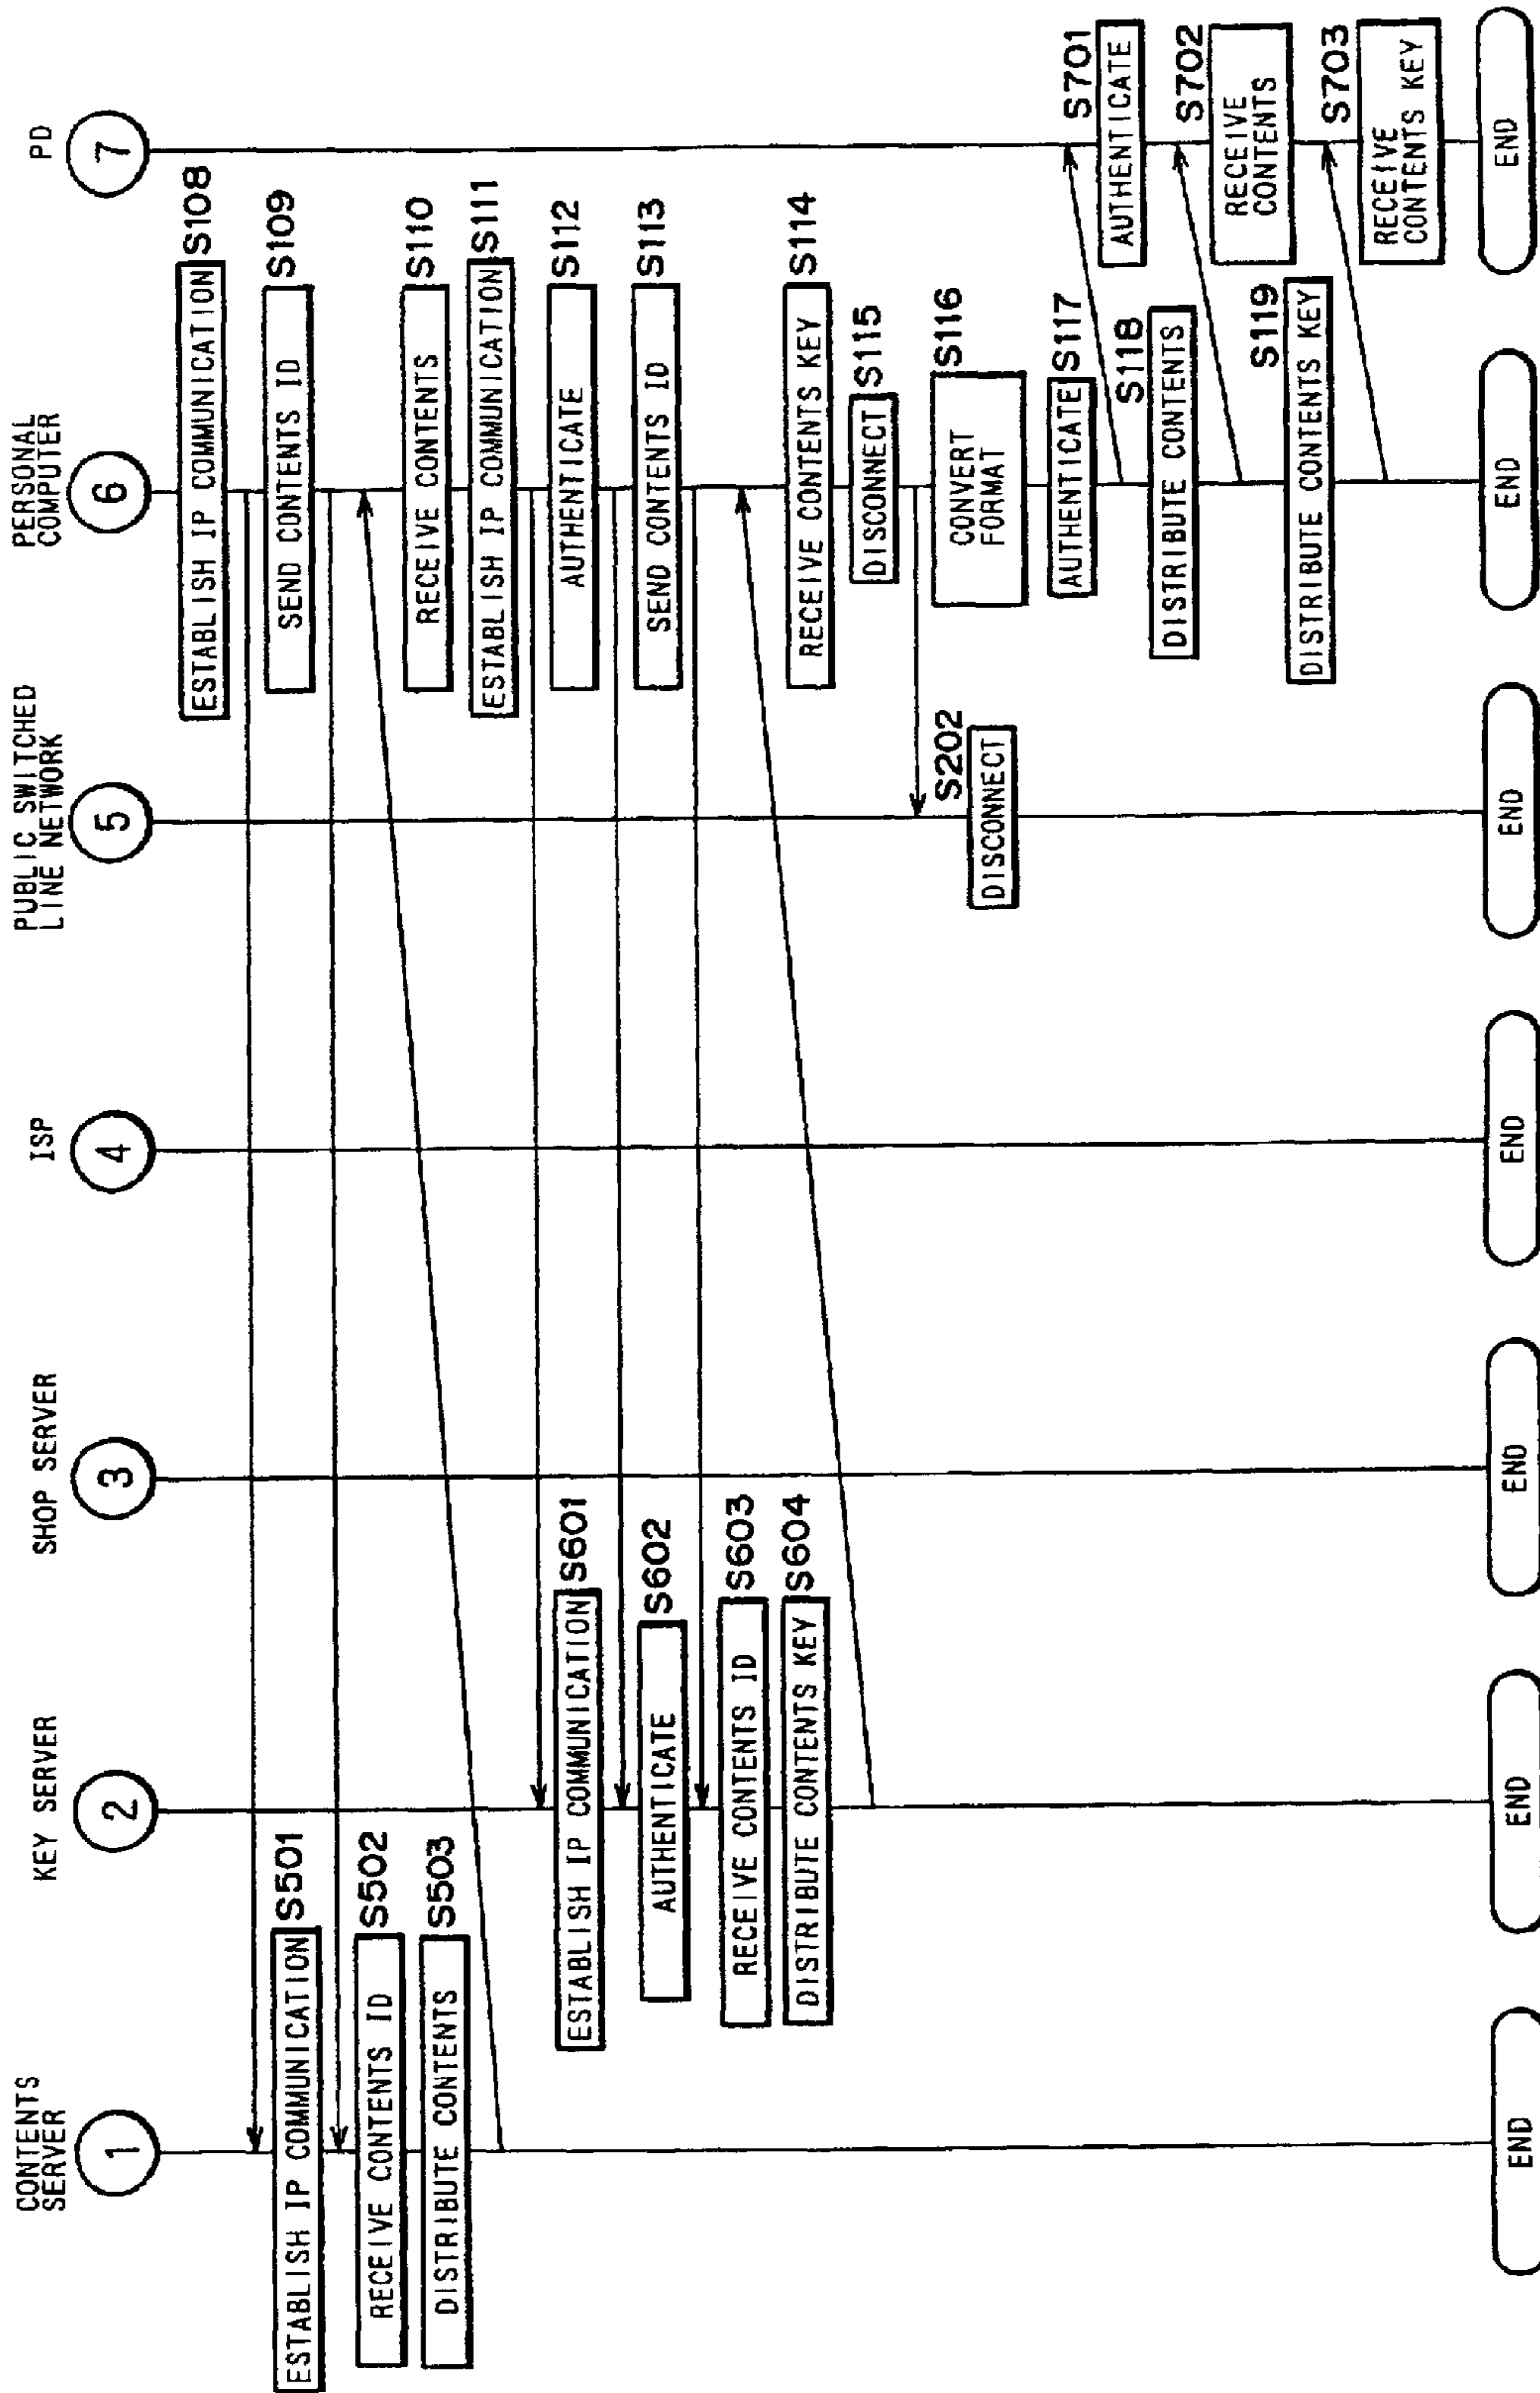 CONTENTS
SERVER
1
ESTABLISH IP COMMUNICATION
S501
RECEIVE CONTENTS ID
S502
DISTRIBUTE CONTENTS
S503
END
KEY SERVER
2
ESTABLISH IP COMMUNICATION
S601
AUTHENTICATE
S602
RECEIVE CONTENTS ID
S603
DISTRIBUTE CONTENTS KEY
S604
END
SHOP SERVER
3
END
ISP
4
END
PUBLIC SWITCHED
LINE NETWORK
5
S202
DISCONNECT
END
PERSONAL
COMPUTER
6
ESTABLISH IP COMMUNICATION
S108
SEND CONTENTS ID
S109
RECEIVE CONTENTS
S110
ESTABLISH IP COMMUNICATION
S111
AUTHENTICATE
S112
SEND CONTENTS ID
S113
RECEIVE CONTENTS KEY
S114
DISCONNECT
S115
CONVERT
FORMAT
S116
AUTHENTICATE
S117
DISTRIBUTE CONTENTS
S118
DISTRIBUTE CONTENTS KEY
S119
END
PD
7
S701
AUTHENTICATE
S702
RECEIVE
CONTENTS
S703
RECEIVE
CONTENTS KEY
END